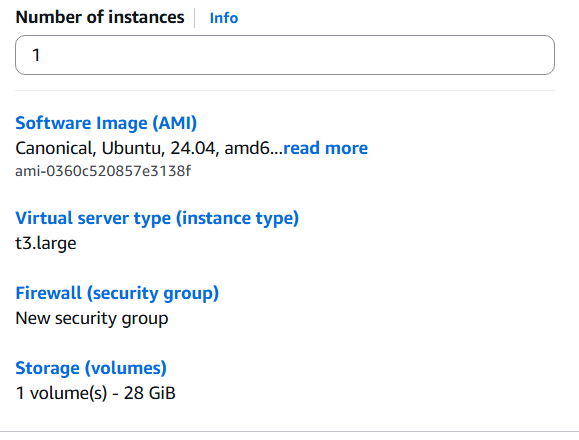 Number of instances Info
1
Software Image (AMI)
Canonical, Ubuntu, 24.04, amd6...read more
ami-0360c520857e3138f
Virtual server type (instance type)
t3.large
Firewall (security group)
New security group
Storage (volumes)
1 volume(s) - 28 GiB